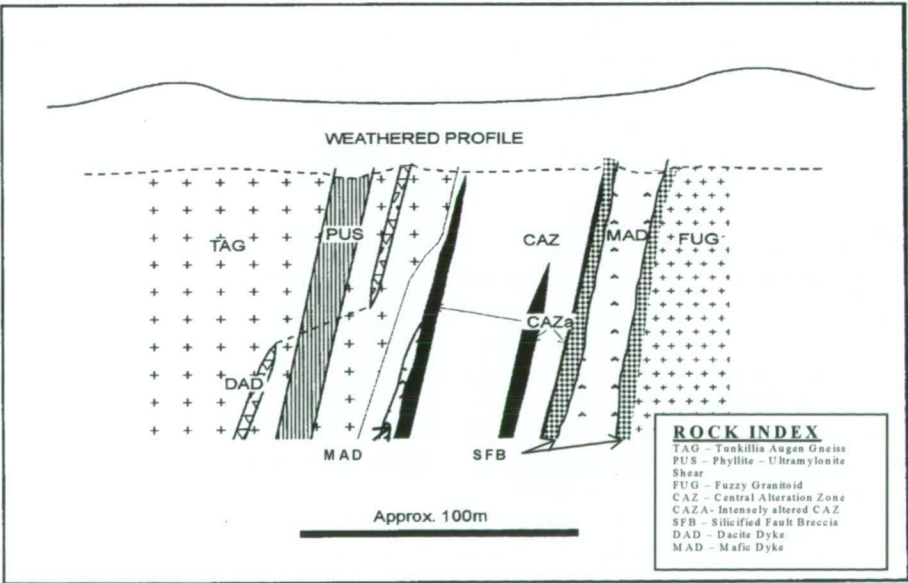 WEATHERED PROFILE
TAG
PUS
CAZ
MAD
FUG
CAZa
DAD
MAD
SFB
Approx. 100m
ROCK INDEX
TAG – Tunkillia Augen Gneiss
PUS – Phyllite – Ultramylonite
Shear
FUG – Fuzzy Granitoid
CAZ – Central Alteration Zone
CAZA- Intensely altered CAZ
SFB – Silicified Fault Breccia
DAD – Dacite Dyke
MAD – Mafic Dyke